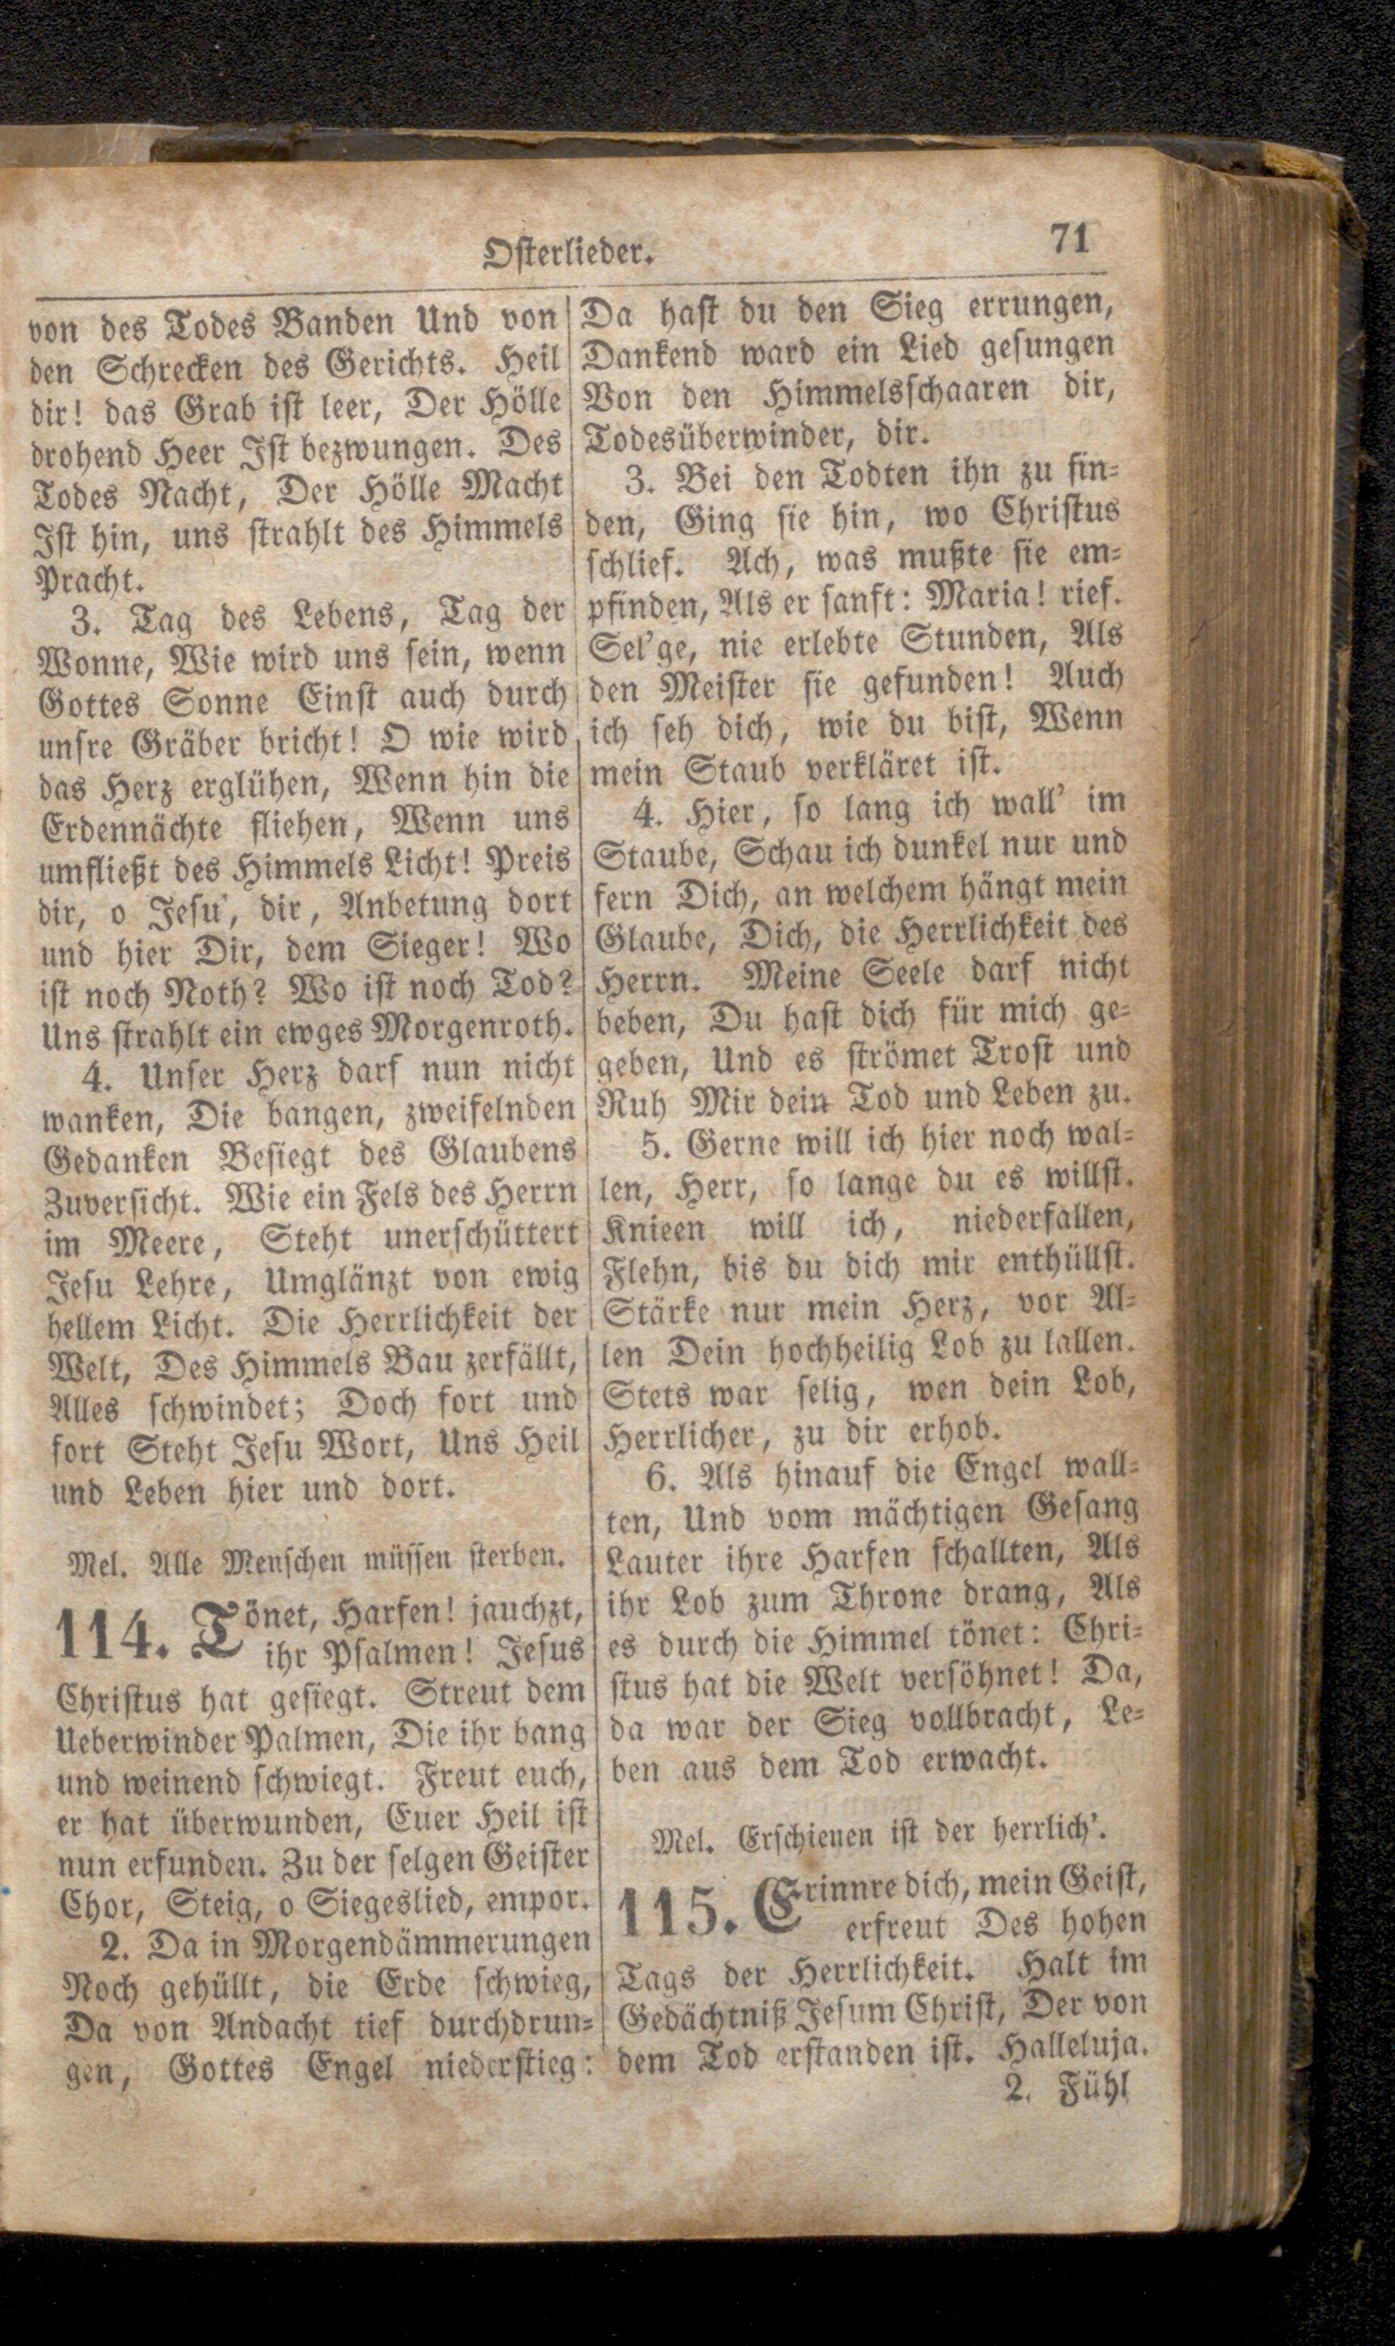 Osterlieder.
71
von des Todes Banden Und von
den Schrecken des Gerichts. Heil
dir! das Grab ist leer, Der Hölle
drohend Heer Ist bezwungen. Des
Todes Nacht, Der Hölle Macht
Ist hin, uns strahlt des Himmels
Pracht.
3. Tag des Lebens, Tag der
Wonne, Wie wird uns sein, wenn
Gottes Sonne Einst auch durch
unsre Gräber bricht! O wie wird
das Herz erglühen, Wenn hin die
Erdennächte fliehen, Wenn uns
umfließt des Himmels Licht! Preis
dir, o Jesu, dir, Anbetung dort
und hier Dir, dem Sieger! Wo
ist noch Noth? Wo ist noch Tod?
Uns strahlt ein ewges Morgenroth.
4. Unser Herz darf nun nicht
wanken, Die bangen, zweifelnden
Gedanken Besiegt des Glaubens
Zuversicht. Wie ein Fels des Herrn
im Meere, Steht unerschüttert
Jesu Lehre, Umglänzt von ewig
hellem Licht. Die Herrlichkeit der
Welt, Des Himmels Bau zerfällt,
Alles schwindet; Doch fort und
fort Steht Jesu Wort, Uns Heil
und Leben hier und dort.
Mel. Alle Menschen müssen sterben.
114. Tönet, Harfen! jauchzt,
ihr Psalmen! Jesus
Christus hat gesiegt. Streut dem
Ueberwinder Palmen, Die ihr bang
und weinend schwiegt. Freut euch,
er hat überwunden, Euer Heil ist
nun erfunden. Zu der selgen Geister
Chor, Steig, o Siegeslied, empor.
2. Da in Morgendämmerungen
Noch gehüllt, die Erde schwieg,
Da von Andacht tief durchdrun-
gen, Gottes Engel niederstieg:
Da hast du den Sieg errungen,
Dankend ward ein Lied gesungen
Von den Himmelsschaaren dir,
Todesüberwinder, dir.
3. Bei den Todten ihn zu fin-
den, Ging sie hin, wo Christus
schlief. Ach, was mußte sie em-
pfinden, Als er sanft: Maria! rief.
Sel'ge, nie erlebte Stunden, Als
den Meister sie gefunden! Auch
ich seh dich, wie du bist, Wenn
mein Staub verkläret ist.
4. Hier, so lang ich wall' im
Staube, Schau ich dunkel nur und
fern Dich, an welchem hängt mein
Glaube, Dich, die Herrlichkeit des
Herrn. Meine Seele darf nicht
beben, Du hast dich für mich ge-
geben, Und es strömet Trost und
Ruh Mir dein Tod und Leben zu.
5. Gerne will ich hier noch wal-
len, Herr, so lange du es willst.
Knieen will ich, niederfallen,
Flehn, bis du dich mir enthüllst.
Stärke nur mein Herz, vor Al-
len Dein hochheilig Lob zu lallen.
Stets war selig, wen dein Lob,
Herrlicher, zu dir erhob.
6. Als hinauf die Engel wall-
ten, Und vom mächtigen Gesang
Lauter ihre Harfen schallten, Als
ihr Lob zum Throne drang, Als
es durch die Himmel tönet: Chri-
stus hat die Welt versöhnet! Da,
da war der Sieg vollbracht, Le-
ben aus dem Tod erwacht.
Mel. Erschienen ist der herrlich'.
115. Erinnre dich, mein Geist,
erfreut Des hohen
Tags der Herrlichkeit. Halt im
Gedächtniß Jesum Christ, Der von
dem Tod erstanden ist. Halleluja.
2. Fühl